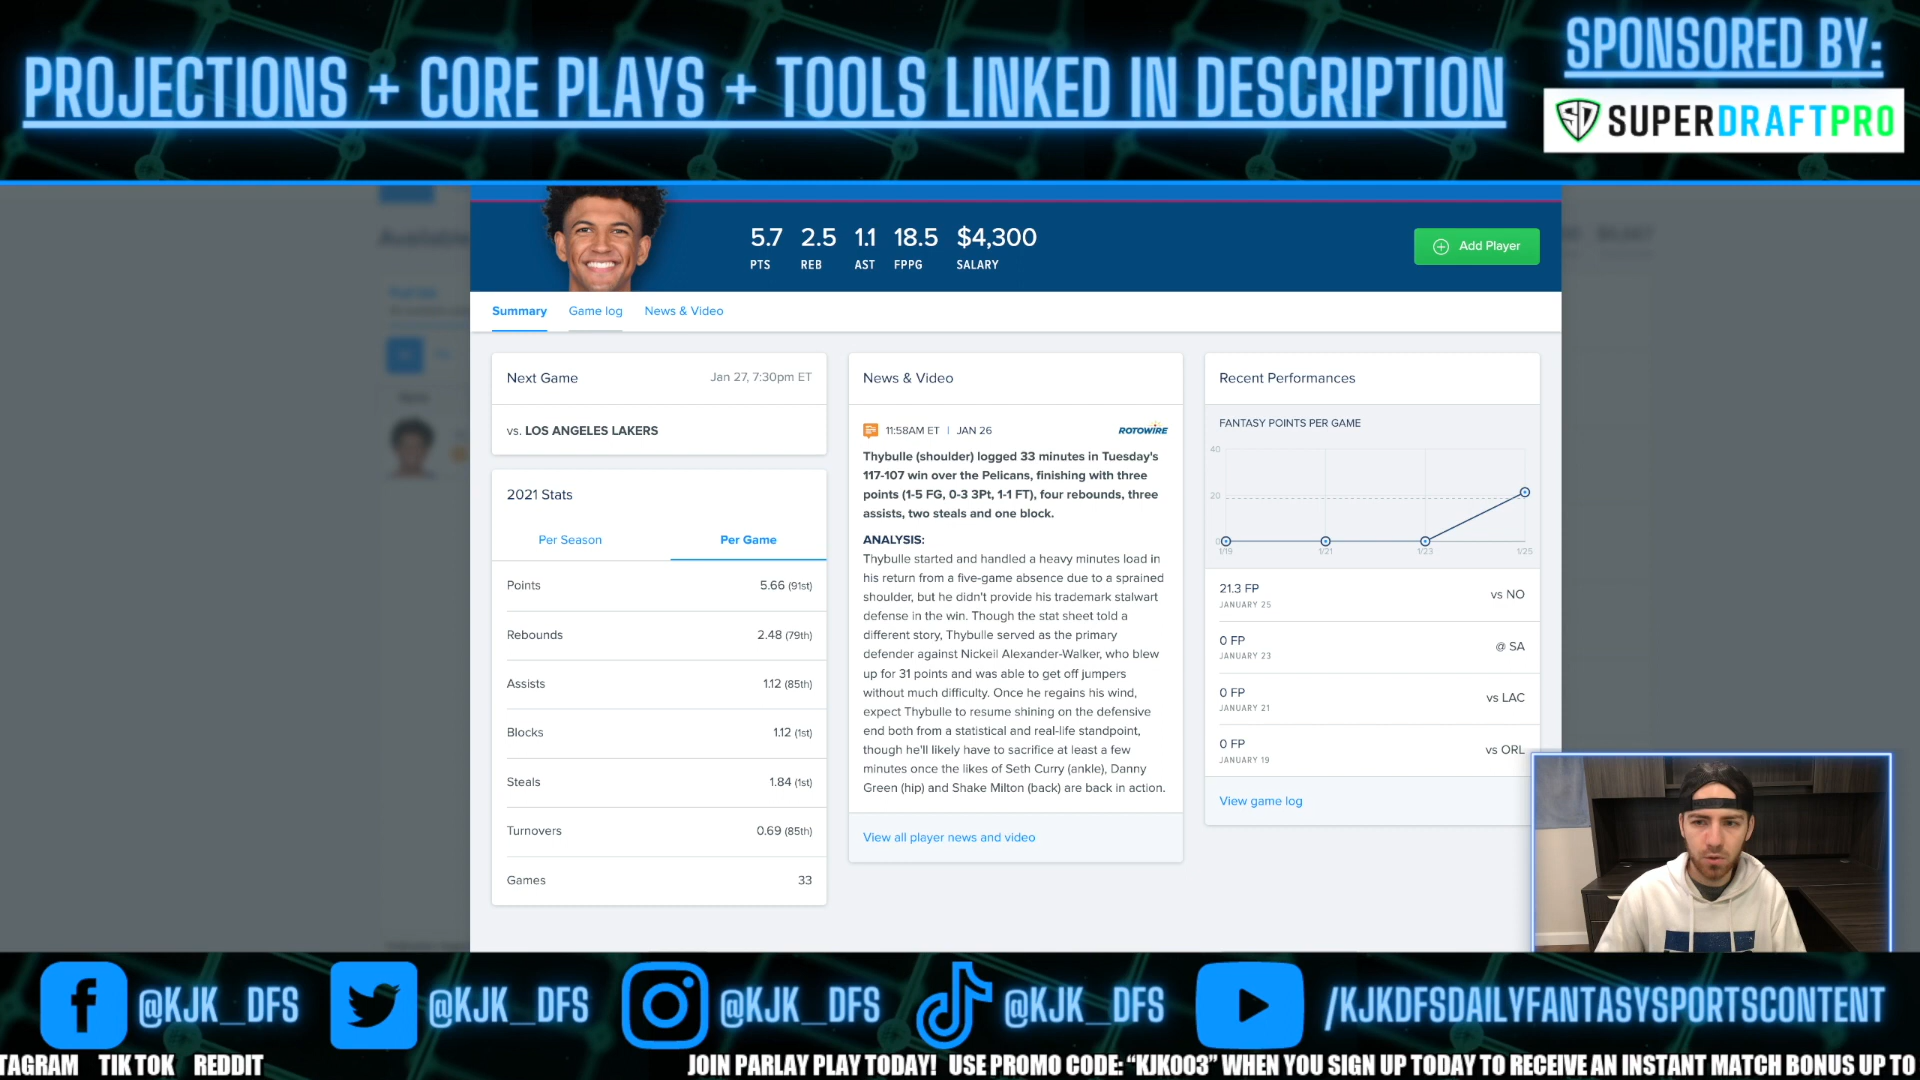 PROJECTIONS + CORE PLAYS + TOOLS LINKED IN DESCRIPTION
SPONSORED BY:
SUPERDRAFTPRO
5.7 2.5 1.1 18.5 $4,300
PTS REB AST FPPG SALARY
Add Player
Summary Game log News & Video
Next Game Jan 27, 7:30pm ET
vs. LOS ANGELES LAKERS
2021 Stats
Per Season Per Game
Points 5.66 (91st)
Rebounds 2.48 (79th)
Assists 1.12 (85th)
Blocks 1.12 (1st)
Steals 1.84 (1st)
Turnovers 0.69 (85th)
Games 33
News & Video
11:58AM ET | JAN 26 ROTOWIRE
Thybulle (shoulder) logged 33 minutes in Tuesday's
117-107 win over the Pelicans, finishing with three
points (1-5 FG, 0-3 3Pt, 1-1 FT), four rebounds, three
assists, two steals and one block.
ANALYSIS:
Thybulle started and handled a heavy minutes load in
his return from a five-game absence due to a sprained
shoulder, but he didn't provide his trademark stalwart
defense in the win. Though the stat sheet told a
different story, Thybulle served as the primary
defender against Nickeil Alexander-Walker, who blew
up for 31 points and was able to get off jumpers
without much difficulty. Once he regains his wind,
expect Thybulle to resume shining on the defensive
end both from a statistical and real-life standpoint,
though he'll likely have to sacrifice at least a few
minutes once the likes of Seth Curry (ankle), Danny
Green (hip) and Shake Milton (back) are back in action.
View all player news and video
Recent Performances
FANTASY POINTS PER GAME
40
20
0
1/19 1/21 1/23 1/25
21.3 FP vs NO
JANUARY 25
0 FP @ SA
JANUARY 23
0 FP vs LAC
JANUARY 21
0 FP vs ORL
JANUARY 19
View game log
@KJK_DFS @KJK_DFS @KJK_DFS @KJK_DFS /KJKDFSDAILYFANTASYSPORTSCONTENT
TAGRAM TIKTOK REDDIT JOIN PARLAY PLAY TODAY! USE PROMO CODE: "KJK003" WHEN YOU SIGN UP TODAY TO RECEIVE AN INSTANT MATCH BONUS UP TO